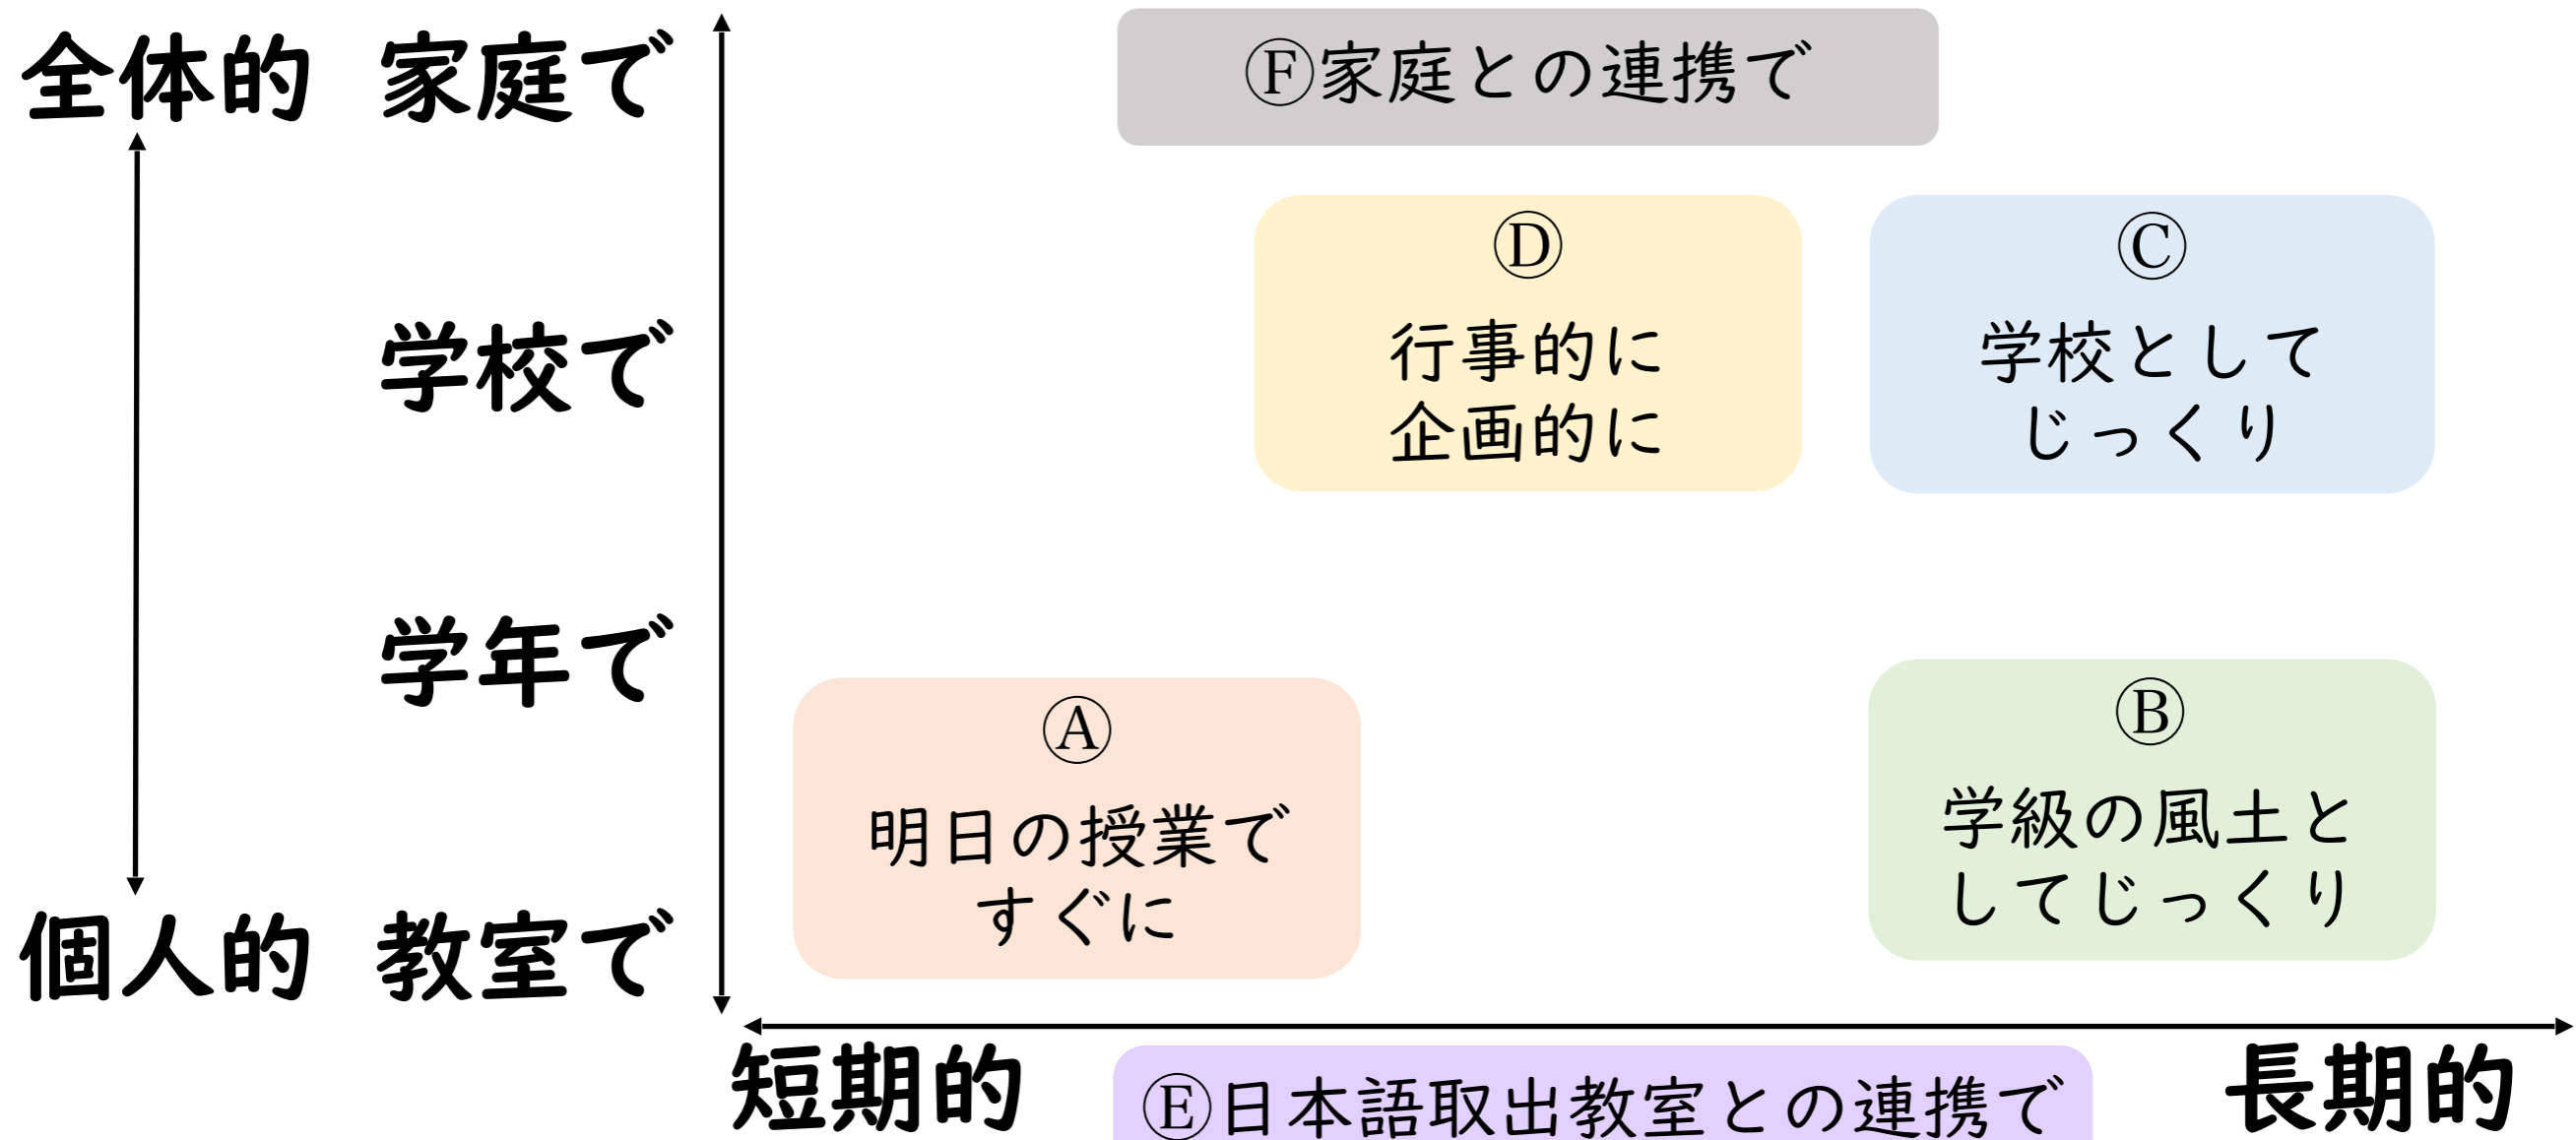 全体的 家庭で
Ⓕ家庭との連携で
Ⓓ
行事的に
企画的に
Ⓒ
学校として
じっくり
学校で
学年で
Ⓐ
明日の授業で
すぐに
Ⓑ
学級の風土と
してじっくり
個人的 教室で
短期的
Ⓔ日本語取出教室との連携で
長期的